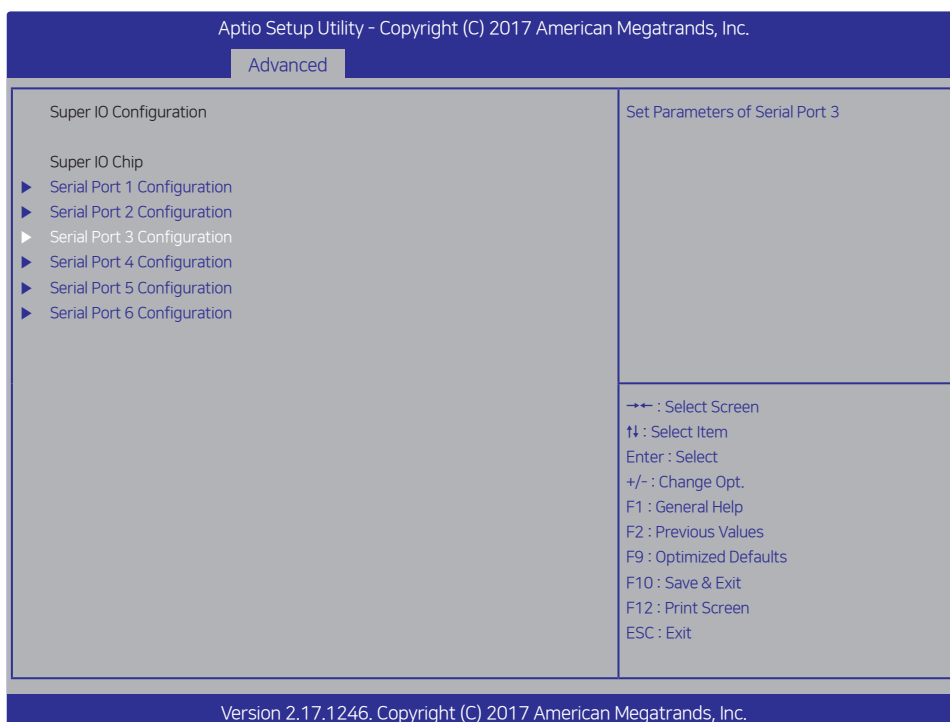 Aptio Setup Utility - Copyright (C) 2017 American Megatrands, Inc.
Advanced
Super IO Configuration
Super IO Chip
Serial Port 1 Configuration
Serial Port 2 Configuration
Serial Port 3 Configuration
Serial Port 4 Configuration
Serial Port 5 Configuration
Serial Port 6 Configuration
Set Parameters of Serial Port 3
→← : Select Screen
↑↓ : Select Item
Enter : Select
+/- : Change Opt.
F1 : General Help
F2 : Previous Values
F9 : Optimized Defaults
F10 : Save & Exit
F12 : Print Screen
ESC : Exit
Version 2.17.1246. Copyright (C) 2017 American Megatrands, Inc.